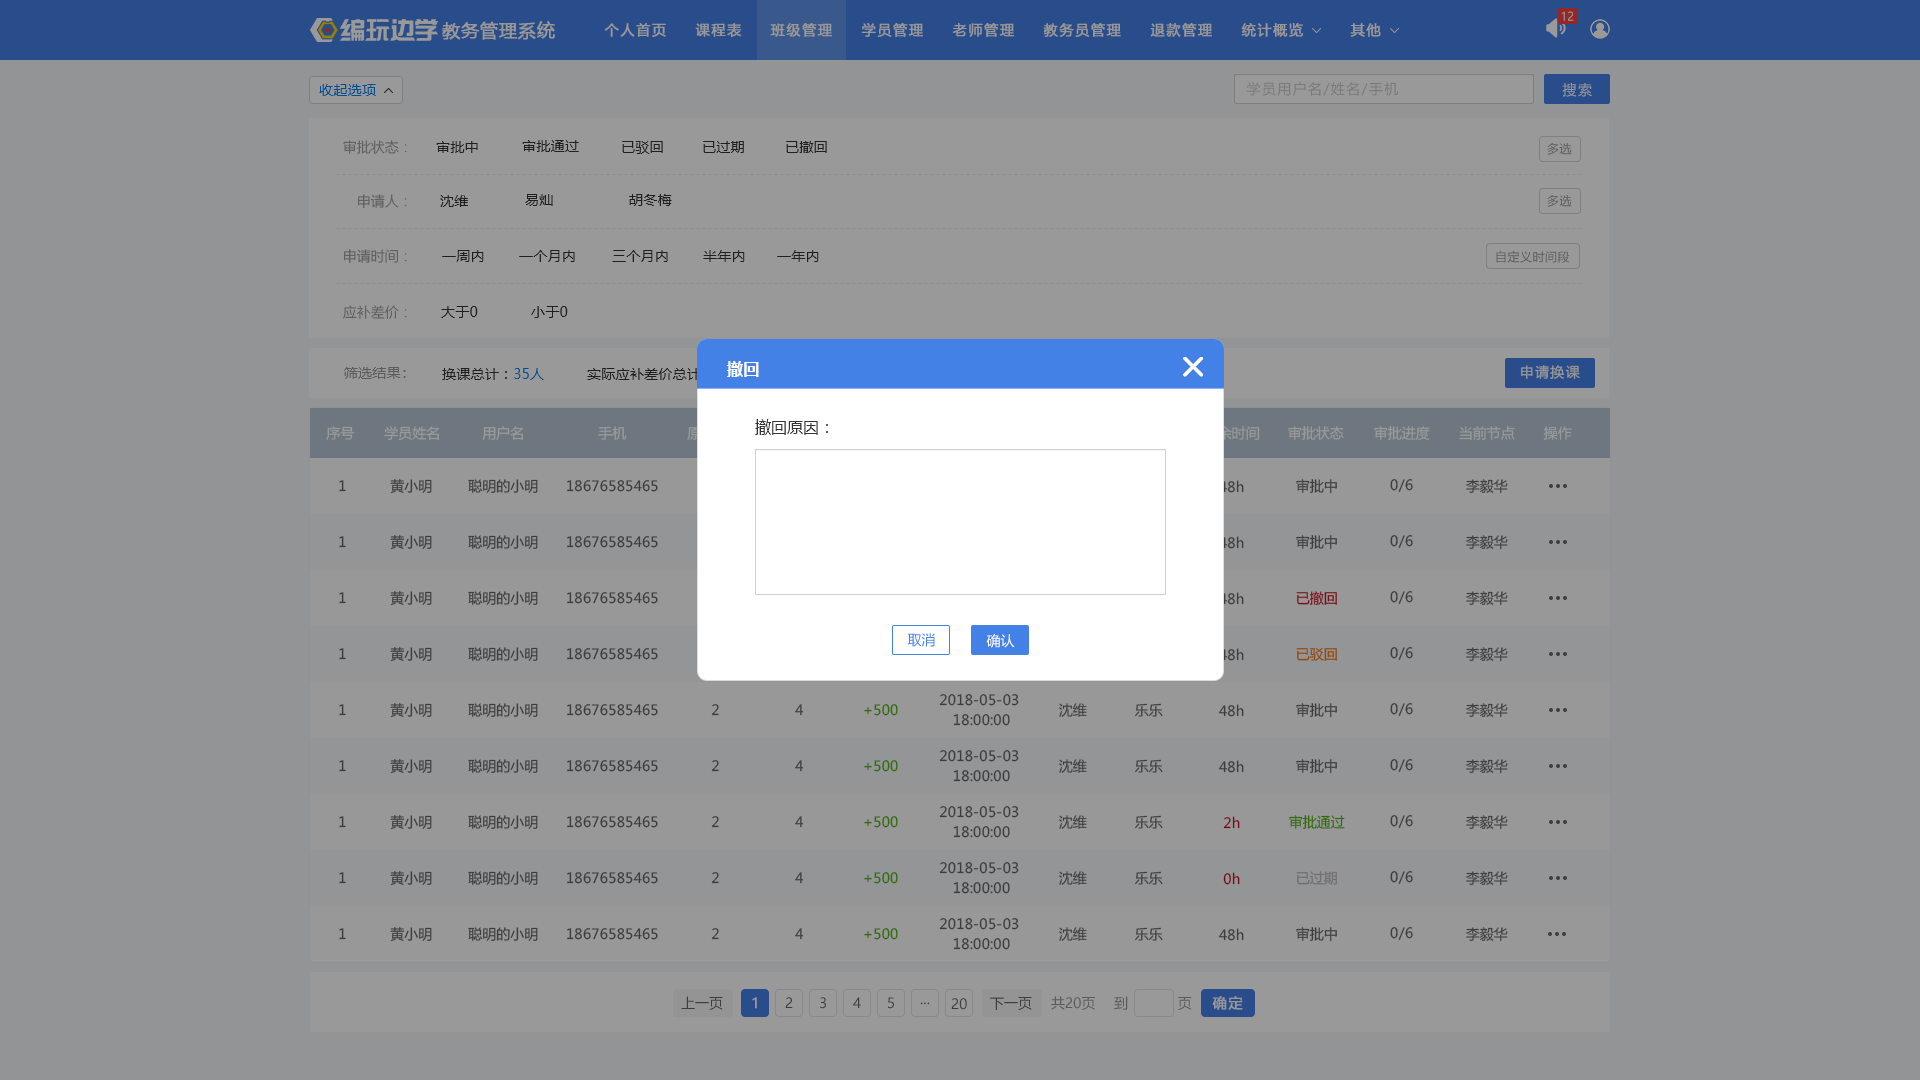 编玩边学 教务管理系统 个人首页 课程表 班级管理 学员管理 老师管理 教务员管理 退款管理 统计概览 其他 12
收起选项 学员用户名/姓名/手机 搜索
审批状态： 审批中 审批通过 已驳回 已过期 已撤回 多选
申请人： 沈维 易灿 胡冬梅 多选
申请时间： 一周内 一个月内 三个月内 半年内 一年内 自定义时间段
应补差价： 大于0 小于0
筛选结果： 换课总计：35人 实际应补差价总计 申请换课
撤回
撤回原因：
取消 确认
序号 学员姓名 用户名 手机 余时间 审批状态 审批进度 当前节点 操作
1 黄小明 聪明的小明 18676585465 48h 审批中 0/6 李毅华 •••
1 黄小明 聪明的小明 18676585465 48h 审批中 0/6 李毅华 •••
1 黄小明 聪明的小明 18676585465 48h 已撤回 0/6 李毅华 •••
1 黄小明 聪明的小明 18676585465 48h 已驳回 0/6 李毅华 •••
1 黄小明 聪明的小明 18676585465 2 4 +500 2018-05-03 18:00:00 沈维 乐乐 48h 审批中 0/6 李毅华 •••
1 黄小明 聪明的小明 18676585465 2 4 +500 2018-05-03 18:00:00 沈维 乐乐 48h 审批中 0/6 李毅华 •••
1 黄小明 聪明的小明 18676585465 2 4 +500 2018-05-03 18:00:00 沈维 乐乐 2h 审批通过 0/6 李毅华 •••
1 黄小明 聪明的小明 18676585465 2 4 +500 2018-05-03 18:00:00 沈维 乐乐 0h 已过期 0/6 李毅华 •••
1 黄小明 聪明的小明 18676585465 2 4 +500 2018-05-03 18:00:00 沈维 乐乐 48h 审批中 0/6 李毅华 •••
上一页 1 2 3 4 5 ··· 20 下一页 共20页 到 页 确定